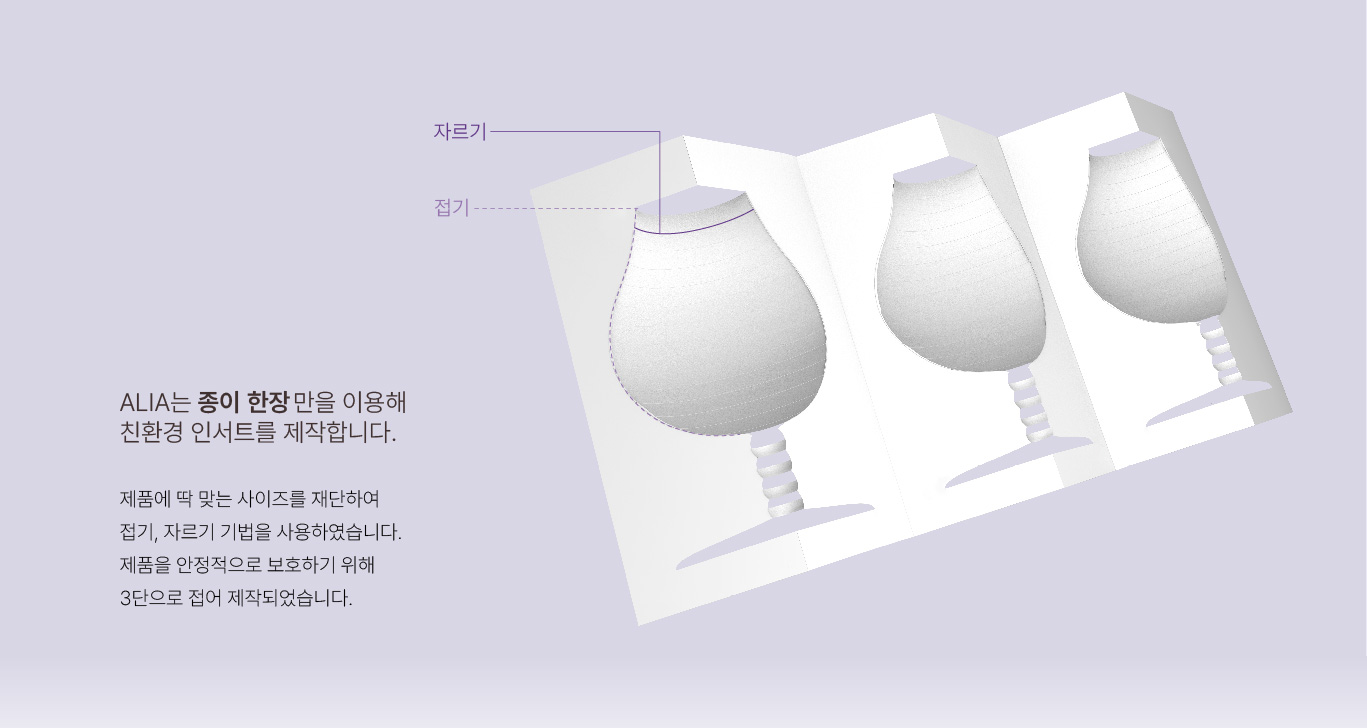 자르기
접기
ALIA는 종이 한장만을 이용해
친환경 인서트를 제작합니다.
제품에 딱 맞는 사이즈를 재단하여
접기, 자르기 기법을 사용하였습니다.
제품을 안정적으로 보호하기 위해
3단으로 접어 제작되었습니다.